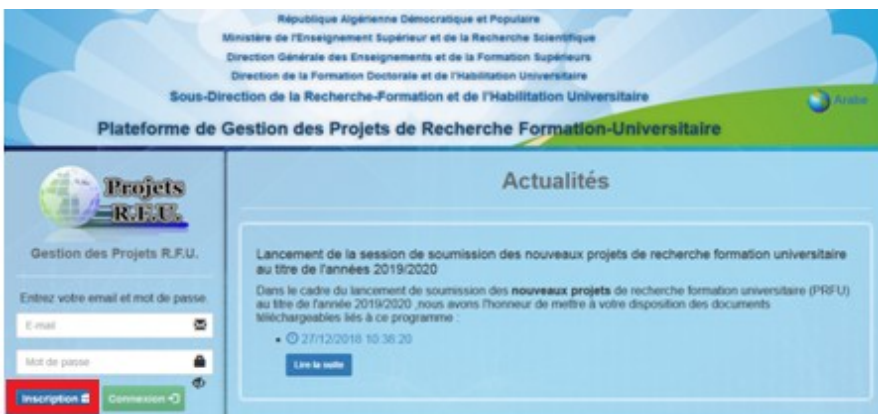 République Algérienne Démocratique et Populaire
Ministère de l'Enseignement Supérieur et de la Recherche Scientifique
Direction Générale des Enseignements et de la Formation Supérieurs
Direction de la Formation Doctorale et de l'Habilitation Universitaire
Sous-Direction de la Recherche-Formation et de l'Habilitation Universitaire
Arabe
Plateforme de Gestion des Projets de Recherche Formation-Universitaire
Projets
R.F.U.
Gestion des Projets R.F.U.
Entrez votre email et mot de passe.
E-mail
Mot de passe
Inscription
Connexion
Actualités
Lancement de la session de soumission des nouveaux projets de recherche formation universitaire
au titre de l'années 2019/2020
Dans le cadre du lancement de soumission des nouveaux projets de recherche formation universitaire (PRFU)
au titre de l'année 2019/2020 ,nous avons l'honneur de mettre à votre disposition des documents
téléchargeables liés à ce programme :
27/12/2018 10:38:20
Lire la suite